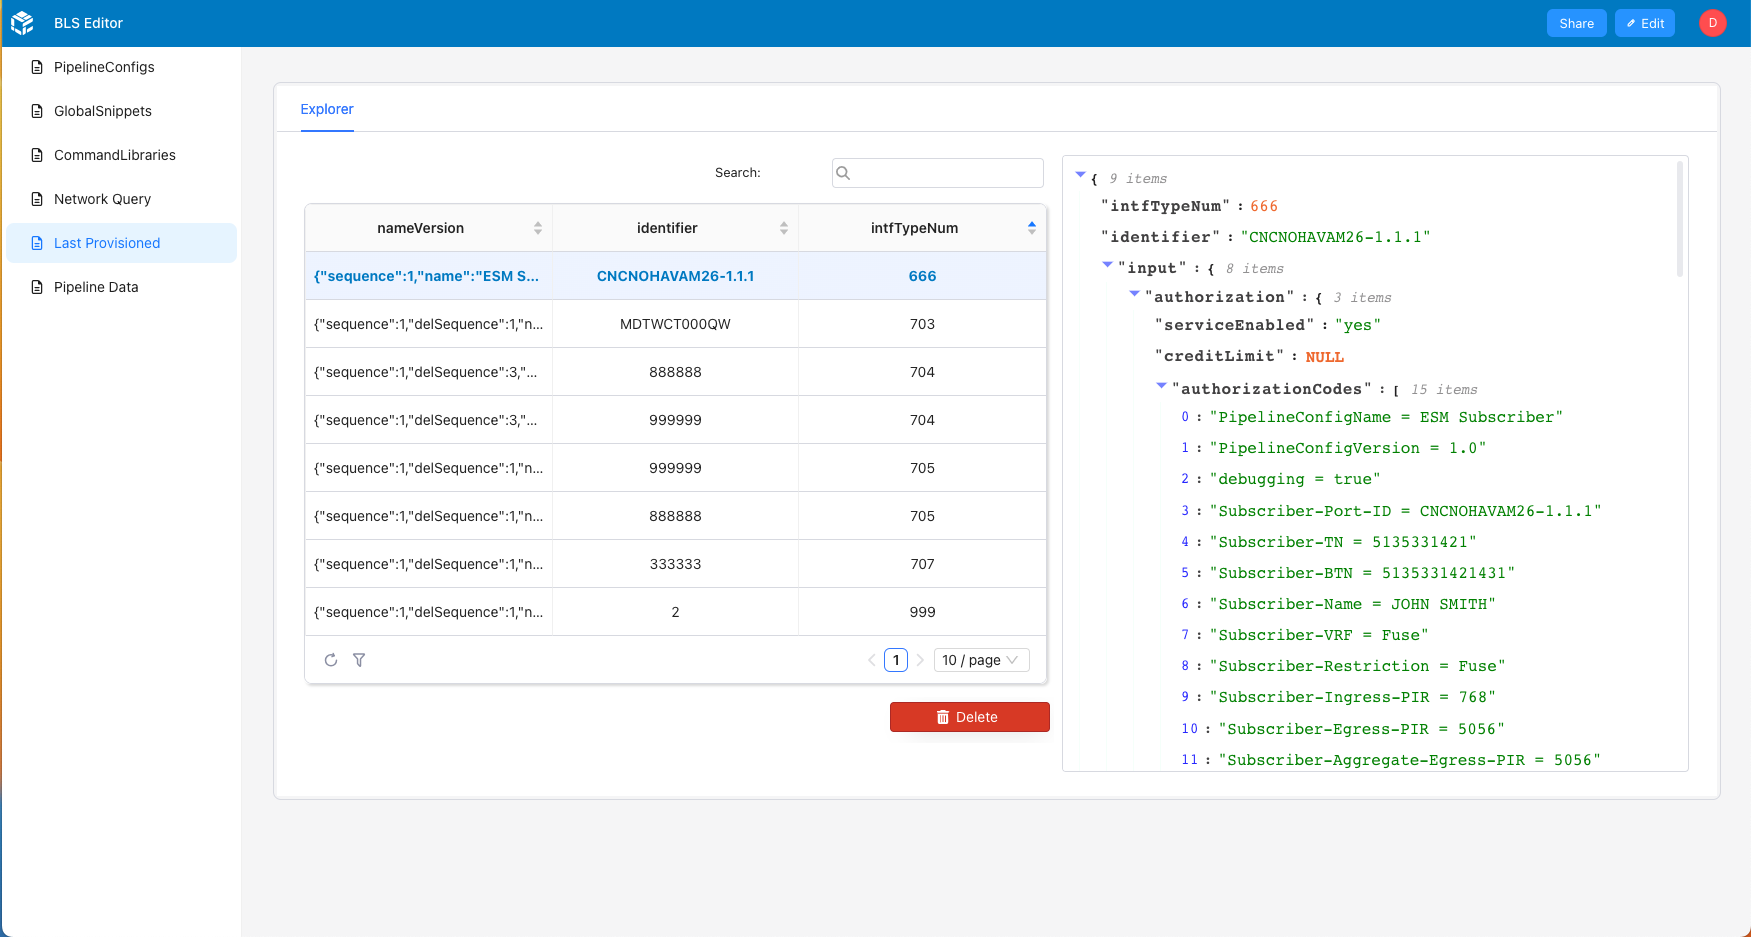 BLS Editor
Share
Edit
D
PipelineConfigs
GlobalSnippets
CommandLibraries
Network Query
Last Provisioned
Pipeline Data
Explorer
Search:
nameVersion identifier intfTypeNum
{"sequence":1,"name":"ESM S... CNCNOHAVAM26-1.1.1 666
{"sequence":1,"delSequence":1,"n... MDTWCT000QW 703
{"sequence":1,"delSequence":3,"... 888888 704
{"sequence":1,"delSequence":3,"... 999999 704
{"sequence":1,"delSequence":1,"n... 999999 705
{"sequence":1,"delSequence":1,"n... 888888 705
{"sequence":1,"delSequence":1,"n... 333333 707
{"sequence":1,"delSequence":1,"n... 2 999
1 10 / page
Delete
{ 9 items
"intfTypeNum" : 666
"identifier" : "CNCNOHAVAM26-1.1.1"
"input" : { 8 items
"authorization" : { 3 items
"serviceEnabled" : "yes"
"creditLimit" : NULL
"authorizationCodes" : [ 15 items
0 : "PipelineConfigName = ESM Subscriber"
1 : "PipelineConfigVersion = 1.0"
2 : "debugging = true"
3 : "Subscriber-Port-ID = CNCNOHAVAM26-1.1.1"
4 : "Subscriber-TN = 5135331421"
5 : "Subscriber-BTN = 5135331421431"
6 : "Subscriber-Name = JOHN SMITH"
7 : "Subscriber-VRF = Fuse"
8 : "Subscriber-Restriction = Fuse"
9 : "Subscriber-Ingress-PIR = 768"
10 : "Subscriber-Egress-PIR = 5056"
11 : "Subscriber-Aggregate-Egress-PIR = 5056"